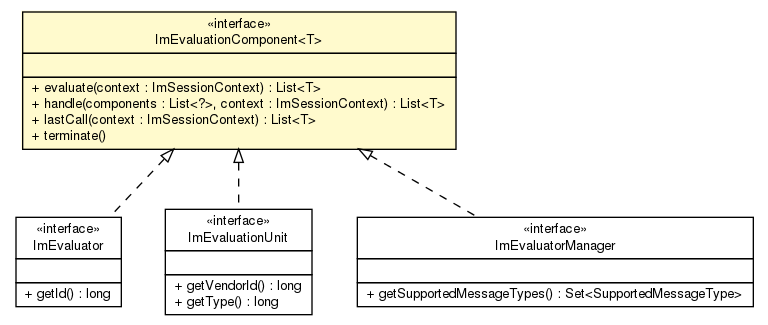 «interface»
ImEvaluationComponent<T>
+ evaluate(context : ImSessionContext) : List<T>
+ handle(components : List<?>, context : ImSessionContext) : List<T>
+ lastCall(context : ImSessionContext) : List<T>
+ terminate()
«interface»
ImEvaluator
+ getId() : long
«interface»
ImEvaluationUnit
+ getVendorId() : long
+ getType() : long
«interface»
ImEvaluatorManager
+ getSupportedMessageTypes() : Set<SupportedMessageType>